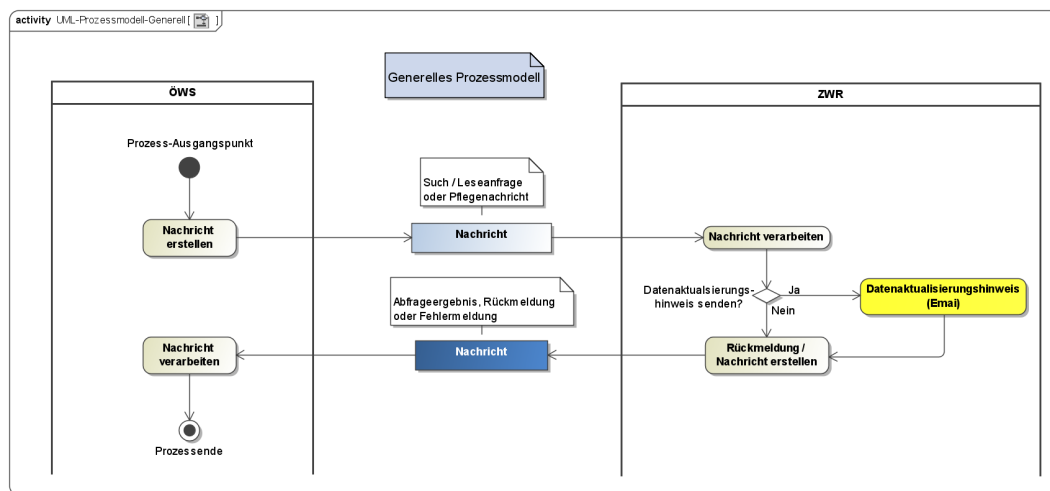 activity UML-Prozessmodell-Generell [ ]
Generelles Prozessmodell
ÖWS
ZWR
Prozess-Ausgangspunkt
Such / Leseanfrage
oder Pflegenachricht
Nachricht
erstellen
Nachricht
Nachricht verarbeiten
Datenaktualsierungs-
hinweis senden?
Ja
Nein
Datenaktualisierungshinweis
(Emai)
Abfrageergebnis, Rückmeldung
oder Fehlermeldung
Nachricht
verarbeiten
Nachricht
Rückmeldung /
Nachricht erstellen
Prozessende